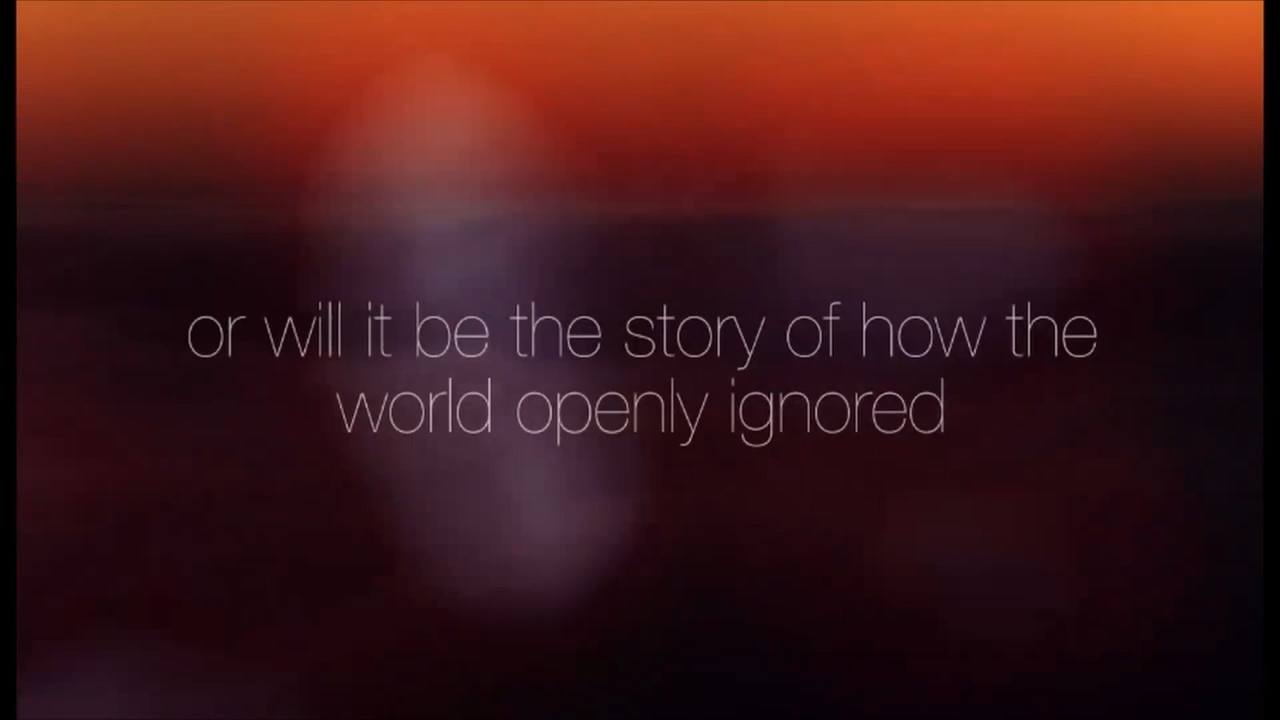 or will it be the story of how the
world openly ignored